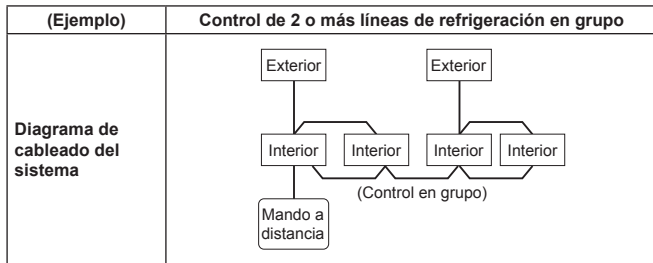 (Ejemplo) Control de 2 o más líneas de refrigeración en grupo
Diagrama de
cableado del
sistema
Exterior Exterior
Interior Interior Interior Interior
(Control en grupo)
Mando a
distancia